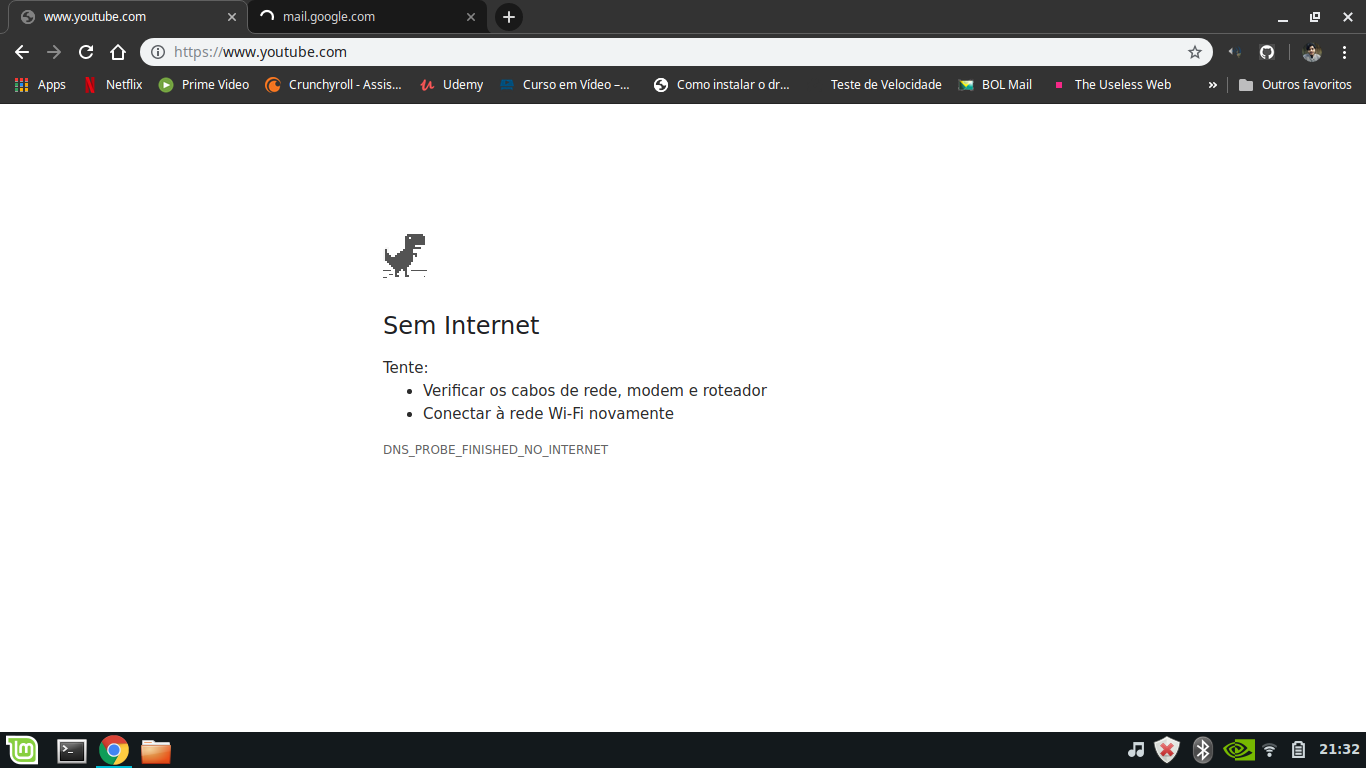 www.youtube.com
mail.google.com
https://www.youtube.com
Apps
Netflix
Prime Video
Crunchyroll - Assis...
Udemy
Curso em Vídeo –...
Como instalar o dr...
Teste de Velocidade
BOL Mail
The Useless Web
»
Outros favoritos
Sem Internet
Tente:
• Verificar os cabos de rede, modem e roteador
• Conectar à rede Wi-Fi novamente
DNS_PROBE_FINISHED_NO_INTERNET
21:32